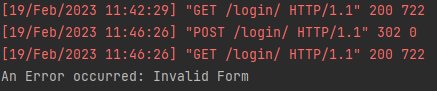 [19/Feb/2023 11:42:29] "GET /login/ HTTP/1.1" 200 722
[19/Feb/2023 11:46:26] "POST /login/ HTTP/1.1" 302 0
[19/Feb/2023 11:46:26] "GET /login/ HTTP/1.1" 200 722
An Error occurred: Invalid Form